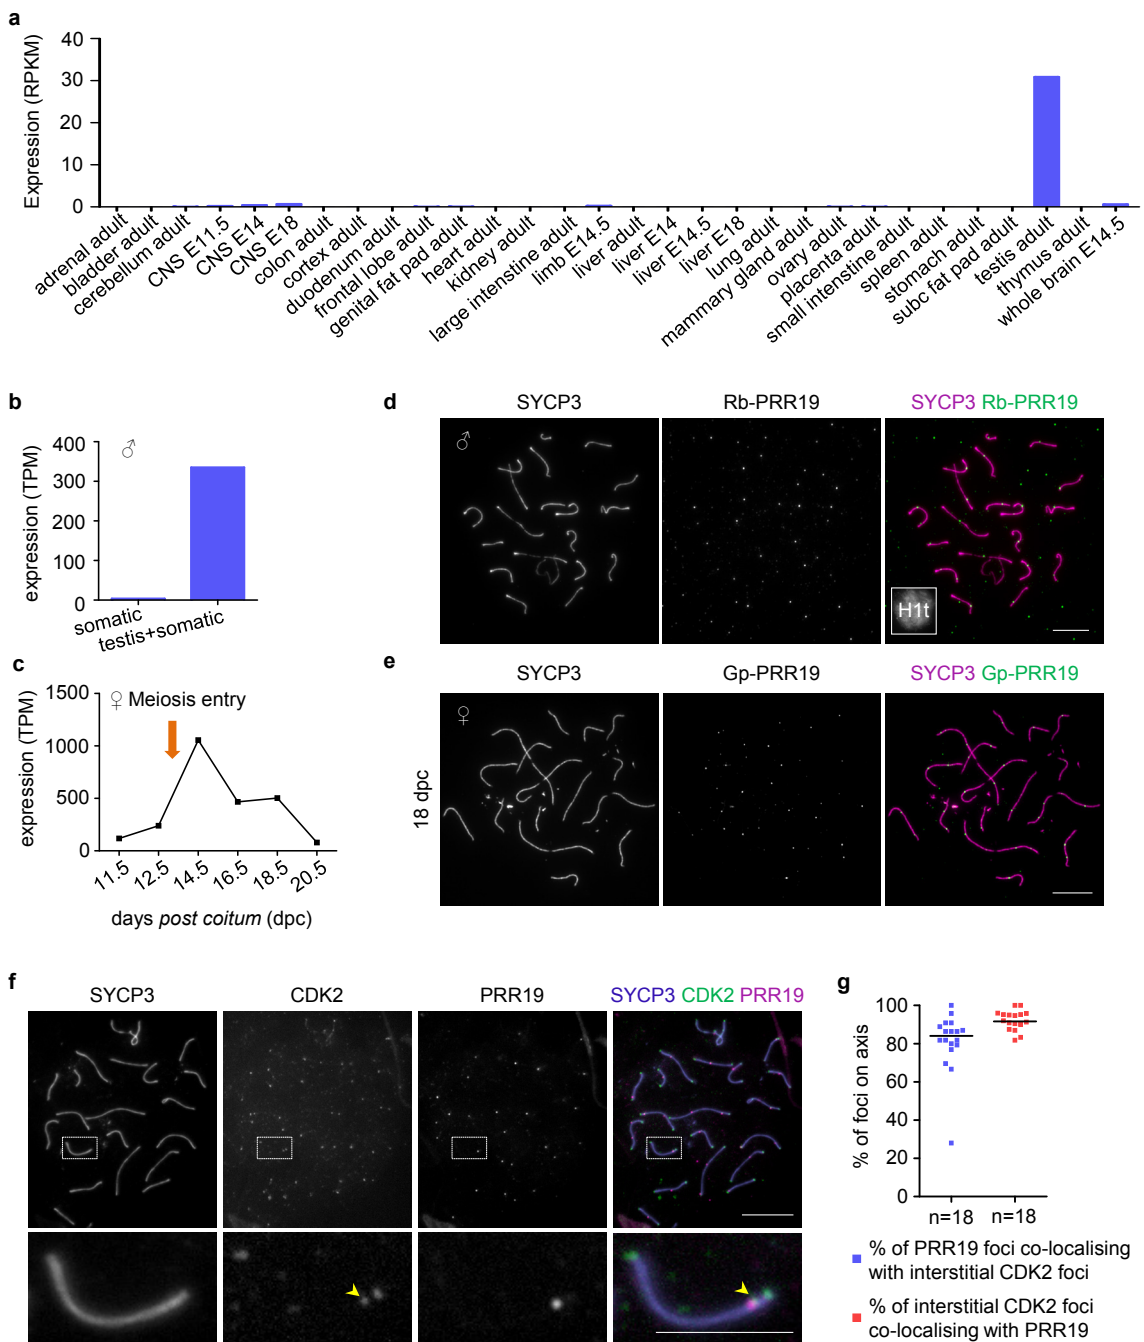 a
Expression (RPKM)
40
30
20
10
0
adrenal adult
bladder adult
cerebellum adult
CNS E11.5
CNS E14
CNS E18
colon adult
cortex adult
duodenum adult
frontal lobe adult
genital fat pad adult
heart adult
kidney adult
large intenstine adult
limb E14.5
liver adult
liver E14
liver E14.5
liver E18
lung adult
mammary gland adult
ovary adult
placenta adult
small intenstine adult
spleen adult
stomach adult
subc fat pad adult
testis adult
thymus adult
whole brain E14.5
b
♂
expression (TPM)
400
300
200
100
0
somatic
testis+somatic
c
♀ Meiosis entry
expression (TPM)
1500
1000
500
0
11.5
12.5
14.5
16.5
18.5
20.5
days post coitum (dpc)
d
SYCP3
Rb-PRR19
SYCP3 Rb-PRR19
♂
H1t
e
SYCP3
Gp-PRR19
SYCP3 Gp-PRR19
♀
18 dpc
f
SYCP3
CDK2
PRR19
SYCP3 CDK2 PRR19
g
% of foci on axis
100
80
60
40
20
0
n=18
n=18
% of PRR19 foci co-localising
with interstitial CDK2 foci
% of interstitial CDK2 foci
co-localising with PRR19